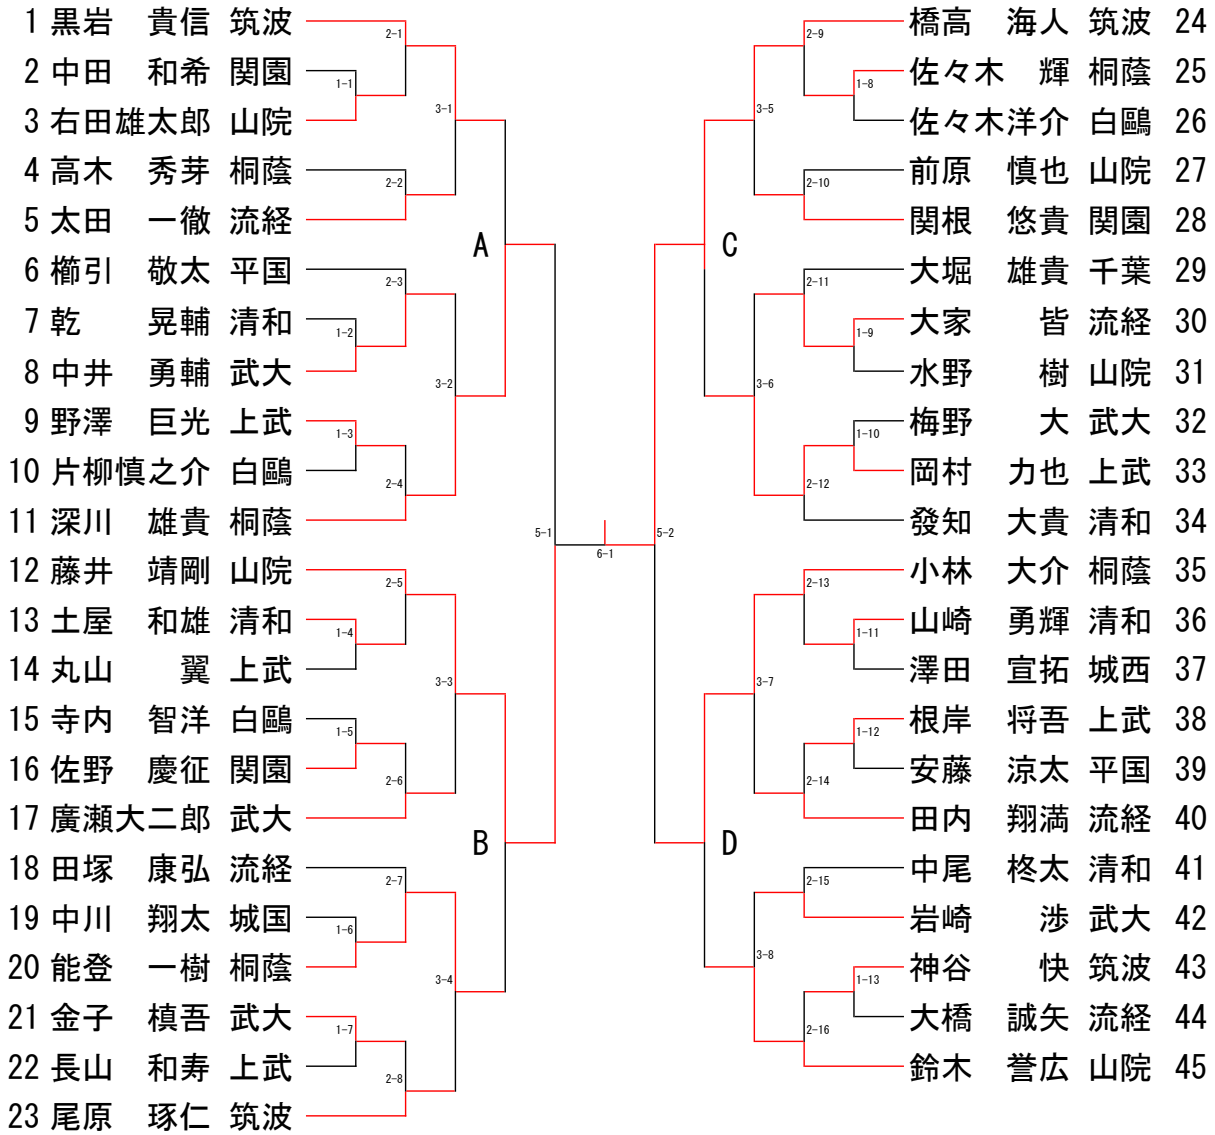 1 黒岩 貴信 筑波
2 中田 和希 関園
3 右田雄太郎 山院
4 高木 秀芽 桐蔭
5 太田 一徹 流経
6 櫛引 敬太 平国
7 乾 晃輔 清和
8 中井 勇輔 武大
9 野澤 巨光 上武
10 片柳慎之介 白鷗
11 深川 雄貴 桐蔭
12 藤井 靖剛 山院
13 土屋 和雄 清和
14 丸山 翼 上武
15 寺内 智洋 白鷗
16 佐野 慶征 関園
17 廣瀬大二郎 武大
18 田塚 康弘 流経
19 中川 翔太 城国
20 能登 一樹 桐蔭
21 金子 槙吾 武大
22 長山 和寿 上武
23 尾原 琢仁 筑波
2-1
1-1
3-1
2-2
A
2-3
1-2
3-2
1-3
2-4
5-1
2-5
1-4
3-3
1-5
2-6
B
2-7
1-6
3-4
1-7
2-8
6-1
2-9
1-8
3-5
2-10
C
2-11
1-9
3-6
1-10
2-12
5-2
2-13
1-11
3-7
1-12
2-14
D
2-15
3-8
1-13
2-16
橋高 海人 筑波 24
佐々木 輝 桐蔭 25
佐々木洋介 白鷗 26
前原 慎也 山院 27
関根 悠貴 関園 28
大堀 雄貴 千葉 29
大家 皆 流経 30
水野 樹 山院 31
梅野 大 武大 32
岡村 力也 上武 33
發知 大貴 清和 34
小林 大介 桐蔭 35
山崎 勇輝 清和 36
澤田 宣拓 城西 37
根岸 将吾 上武 38
安藤 涼太 平国 39
田内 翔満 流経 40
中尾 柊太 清和 41
岩崎 渉 武大 42
神谷 快 筑波 43
大橋 誠矢 流経 44
鈴木 誉広 山院 45